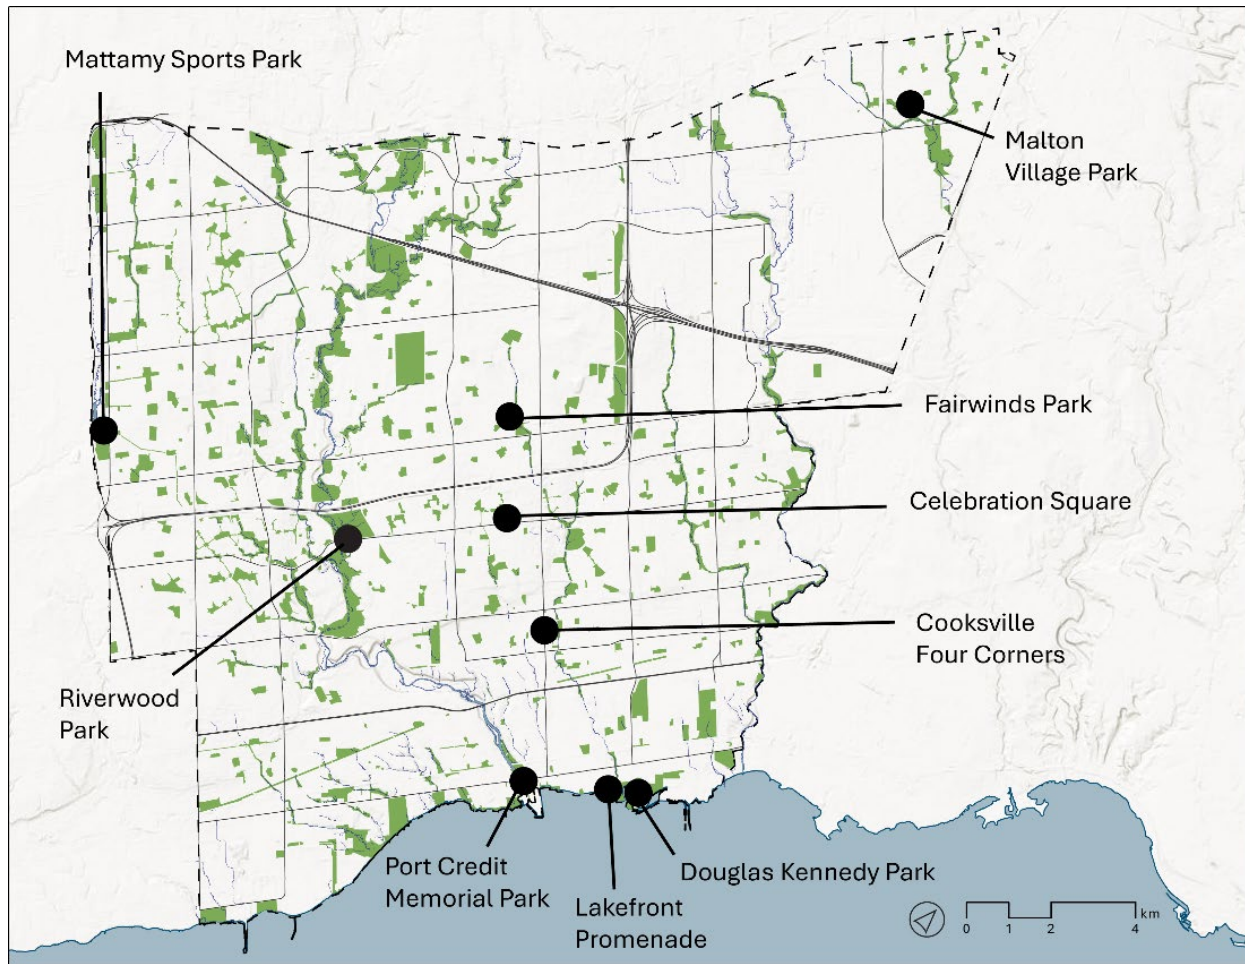 Mattamy Sports Park
Malton
Village Park
Fairwinds Park
Celebration Square
Cooksville
Four Corners
Riverwood
Park
Port Credit
Memorial Park
Douglas Kennedy Park
Lakefront
Promenade
km
0 1 2 4